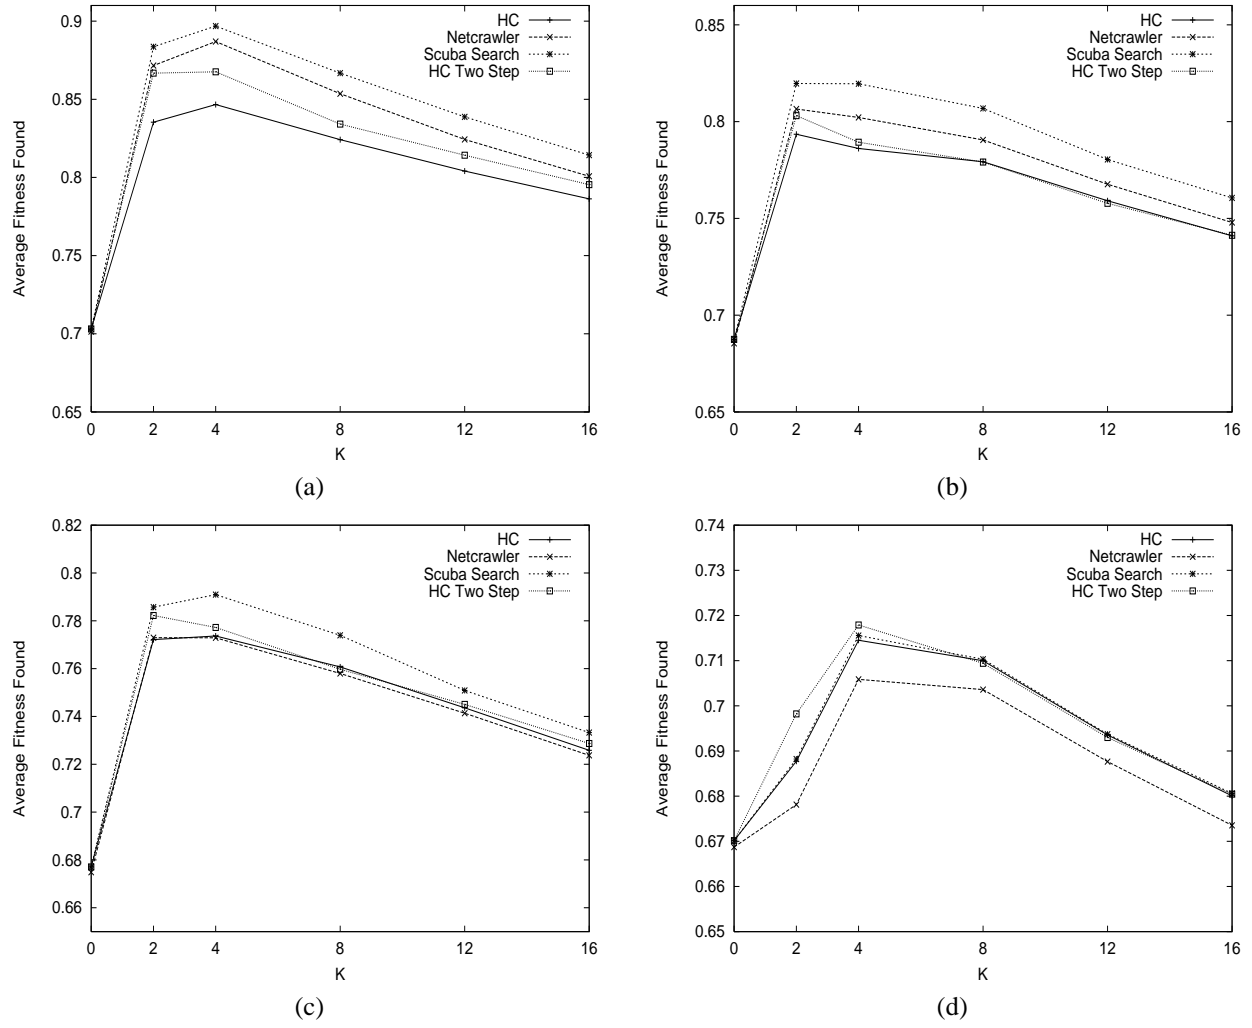 0.9
0.85
0.8
0.75
0.7
0.65
Average Fitness Found
HC
Netcrawler
Scuba Search
HC Two Step
0 2 4 8 12 16
K
(a)
0.85
0.8
0.75
0.7
0.65
Average Fitness Found
HC
Netcrawler
Scuba Search
HC Two Step
0 2 4 8 12 16
K
(b)
0.82
0.8
0.78
0.76
0.74
0.72
0.7
0.68
0.66
Average Fitness Found
HC
Netcrawler
Scuba Search
HC Two Step
0 2 4 8 12 16
K
(c)
0.74
0.73
0.72
0.71
0.7
0.69
0.68
0.67
0.66
0.65
Average Fitness Found
HC
Netcrawler
Scuba Search
HC Two Step
0 2 4 8 12 16
K
(d)